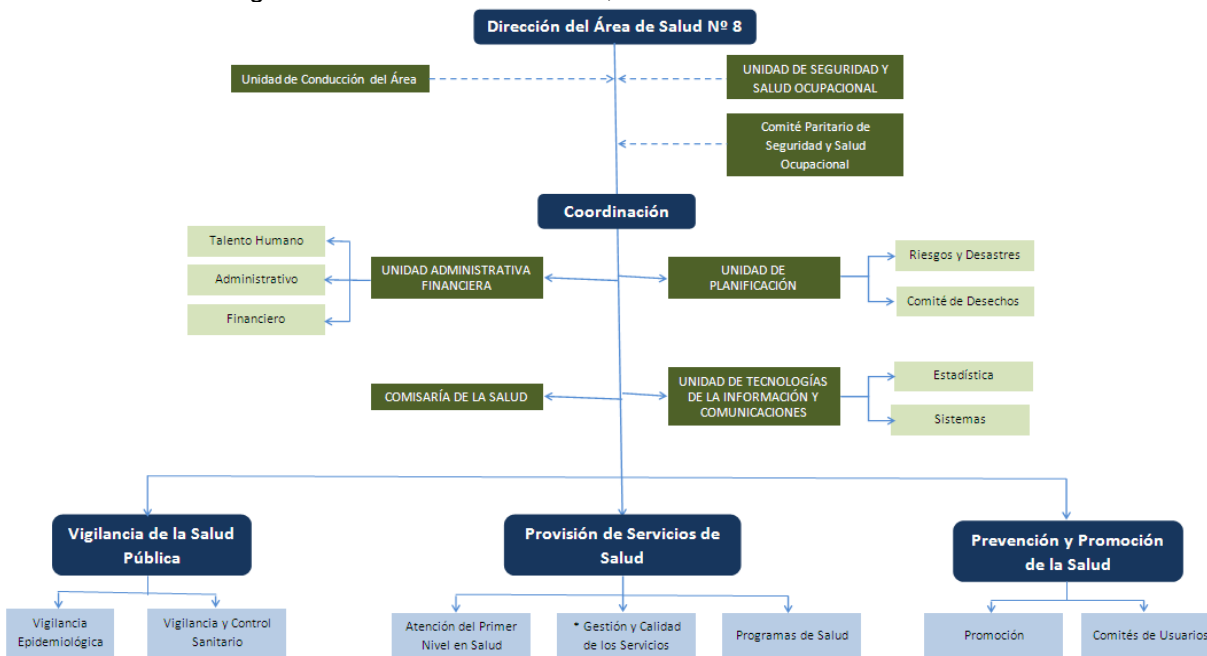 Dirección del Área de Salud Nº 8
Unidad de Conducción del Área
UNIDAD DE SEGURIDAD Y
SALUD OCUPACIONAL
Comité Paritario de
Seguridad y Salud
Ocupacional
Coordinación
Talento Humano
Administrativo
Financiero
UNIDAD ADMINISTRATIVA
FINANCIERA
UNIDAD DE
PLANIFICACIÓN
Riesgos y Desastres
Comité de Desechos
COMISARÍA DE LA SALUD
UNIDAD DE TECNOLOGÍAS
DE LA INFORMACIÓN Y
COMUNICACIONES
Estadística
Sistemas
Vigilancia de la Salud
Pública
Provisión de Servicios de
Salud
Prevención y Promoción
de la Salud
Vigilancia
Epidemiológica
Vigilancia y Control
Sanitario
Atención del Primer
Nivel en Salud
* Gestión y Calidad
de los Servicios
Programas de Salud
Promoción
Comités de Usuarios